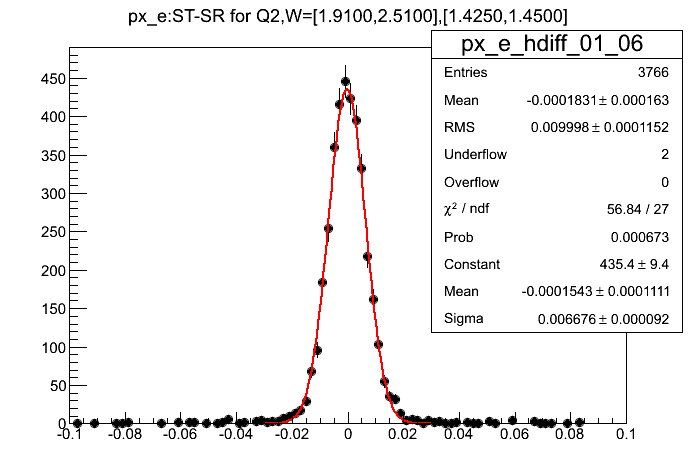 px_e:ST-SR for Q2,W=[1.9100,2.5100],[1.4250,1.4500]
px_e_hdiff_01_06
Entries 3766
Mean -0.0001831 ± 0.000163
RMS 0.009998 ± 0.0001152
Underflow 2
Overflow 0
χ² / ndf 56.84 / 27
Prob 0.000673
Constant 435.4 ± 9.4
Mean -0.0001543 ± 0.0001111
Sigma 0.006676 ± 0.000092
450
400
350
300
250
200
150
100
50
0
-0.1 -0.08 -0.06 -0.04 -0.02 0 0.02 0.04 0.06 0.08 0.1